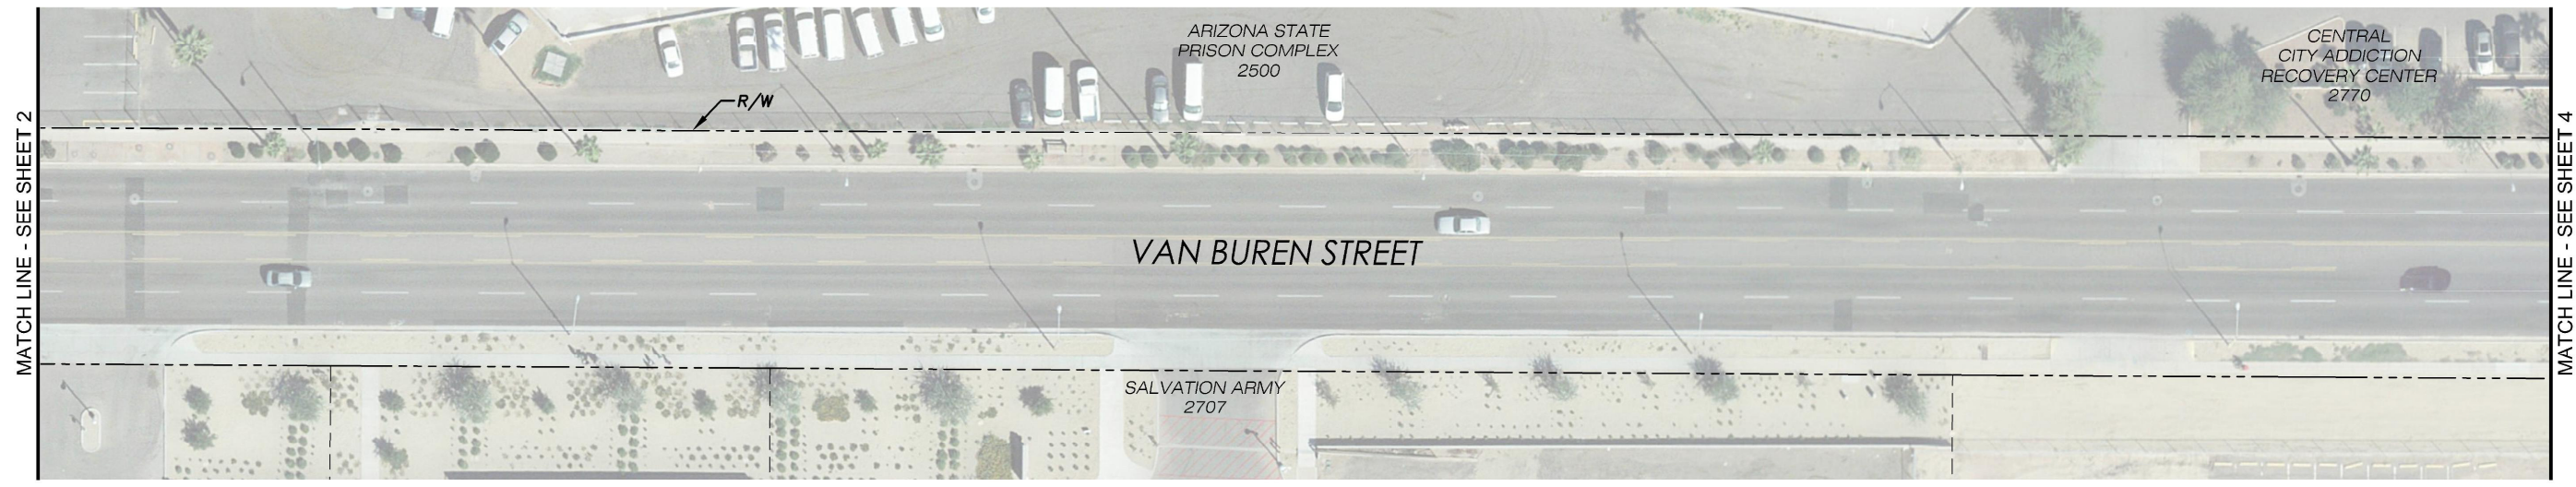 MATCH LINE - SEE SHEET 2
ARIZONA STATE
PRISON COMPLEX
2500
CENTRAL
CITY ADDICTION
RECOVERY CENTER
2770
R/W
VAN BUREN STREET
SALVATION ARMY
2707
MATCH LINE - SEE SHEET 4